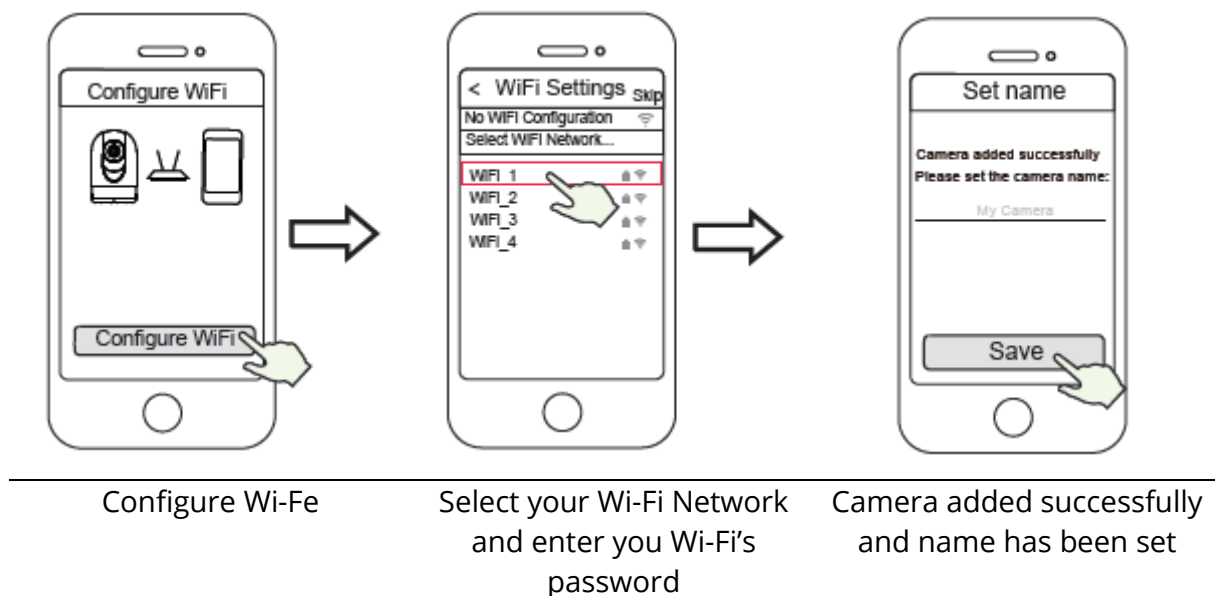 Configure WiFi
Configure WiFi
< WiFi Settings Skip
No WIFI Configuration
Select WIFI Network...
WIFI_1
WIFI_2
WIFI_3
WIFI_4
Set name
Camera added successfully
Please set the camera name:
My Camera
Save
Configure Wi-Fe
Select your Wi-Fi Network
and enter you Wi-Fi’s
password
Camera added successfully
and name has been set